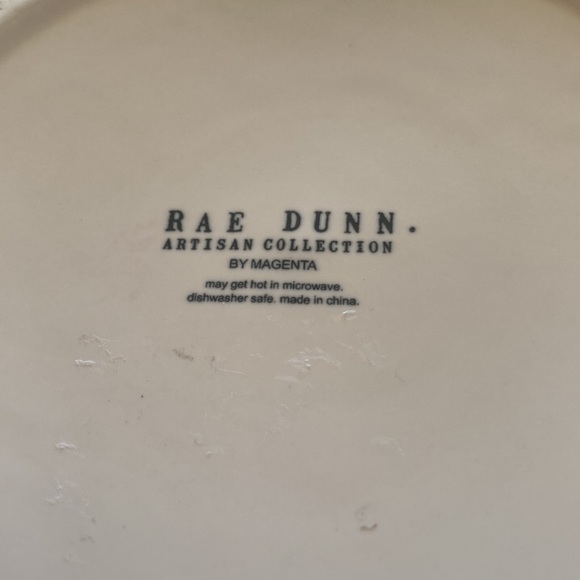 RAE DUNN.
ARTISAN COLLECTION
BY MAGENTA
may get hot in microwave.
dishwasher safe. made in china.